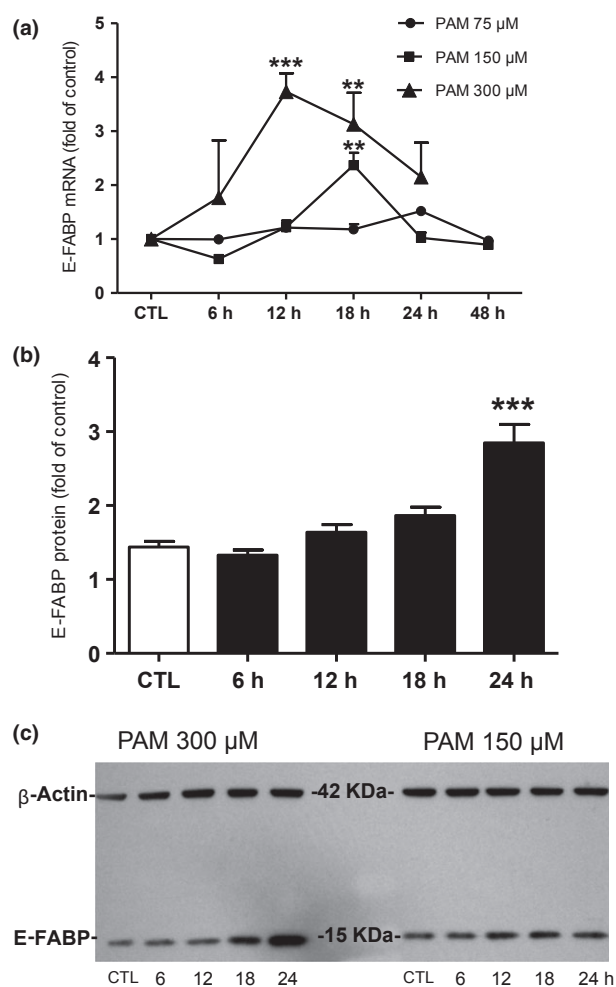 (a)
E-FABP mRNA (fold of control)
5
4
3
2
1
0
***
**
**
PAM 75 µM
PAM 150 µM
PAM 300 µM
CTL 6 h 12 h 18 h 24 h 48 h
(b)
E-FABP protein (fold of control)
4
3
2
1
0
***
CTL 6 h 12 h 18 h 24 h
(c)
PAM 300 µM PAM 150 µM
β-Actin- -42 KDa-
E-FABP- -15 KDa-
CTL 6 12 18 24 CTL 6 12 18 24 h